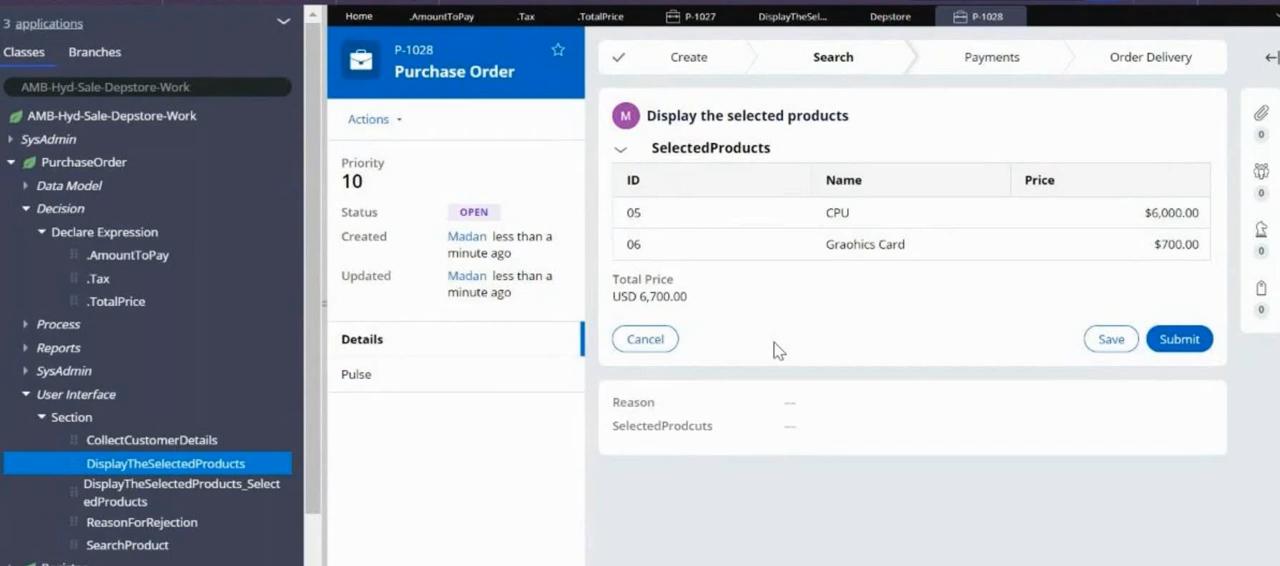 3 applications
Classes Branches
AMB-Hyd-Sale-Depstore-Work
AMB-Hyd-Sale-Depstore-Work
SysAdmin
PurchaseOrder
Data Model
Decision
Declare Expression
.AmountToPay
.Tax
.TotalPrice
Process
Reports
SysAdmin
User Interface
Section
CollectCustomerDetails
DisplayTheSelectedProducts
DisplayTheSelectedProducts_Select
edProducts
ReasonForRejection
SearchProduct
Home .AmountToPay .Tax .TotalPrice P-1027 DisplayTheSel... Depstore P-1028
P-1028
Purchase Order
Actions
Priority
10
Status OPEN
Created Madan less than a
minute ago
Updated Madan less than a
minute ago
Details
Pulse
Create Search Payments Order Delivery
M Display the selected products
SelectedProducts
ID Name Price
05 CPU $6,000.00
06 Graohics Card $700.00
Total Price
USD 6,700.00
Cancel Save Submit
Reason --
SelectedProdcuts --
0
0
0
0